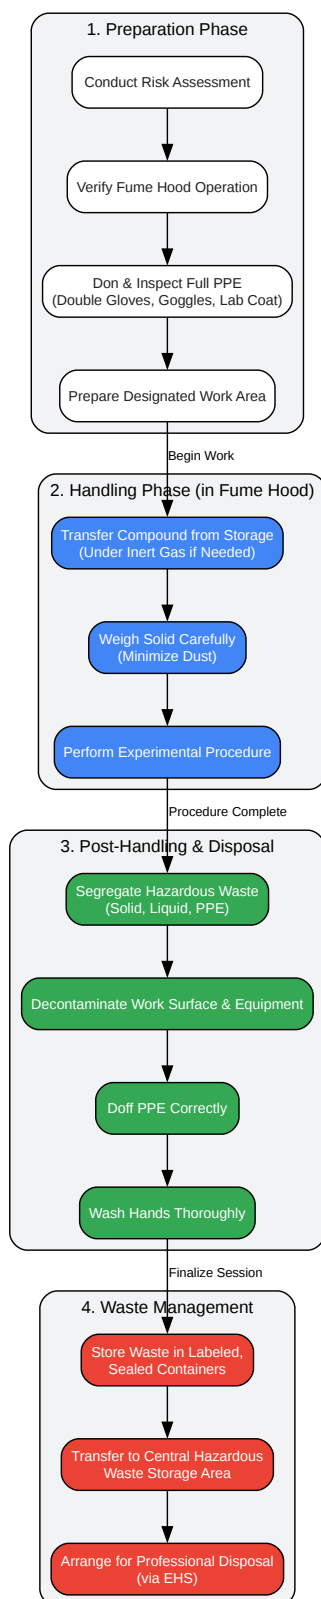 1. Preparation Phase
Conduct Risk Assessment
Verify Fume Hood Operation
Don & Inspect Full PPE
(Double Gloves, Goggles, Lab Coat)
Prepare Designated Work Area
Begin Work
2. Handling Phase (in Fume Hood)
Transfer Compound from Storage
(Under Inert Gas if Needed)
Weigh Solid Carefully
(Minimize Dust)
Perform Experimental Procedure
Procedure Complete
3. Post-Handling & Disposal
Segregate Hazardous Waste
(Solid, Liquid, PPE)
Decontaminate Work Surface & Equipment
Doff PPE Correctly
Wash Hands Thoroughly
Finalize Session
4. Waste Management
Store Waste in Labeled,
Sealed Containers
Transfer to Central Hazardous
Waste Storage Area
Arrange for Professional Disposal
(via EHS)